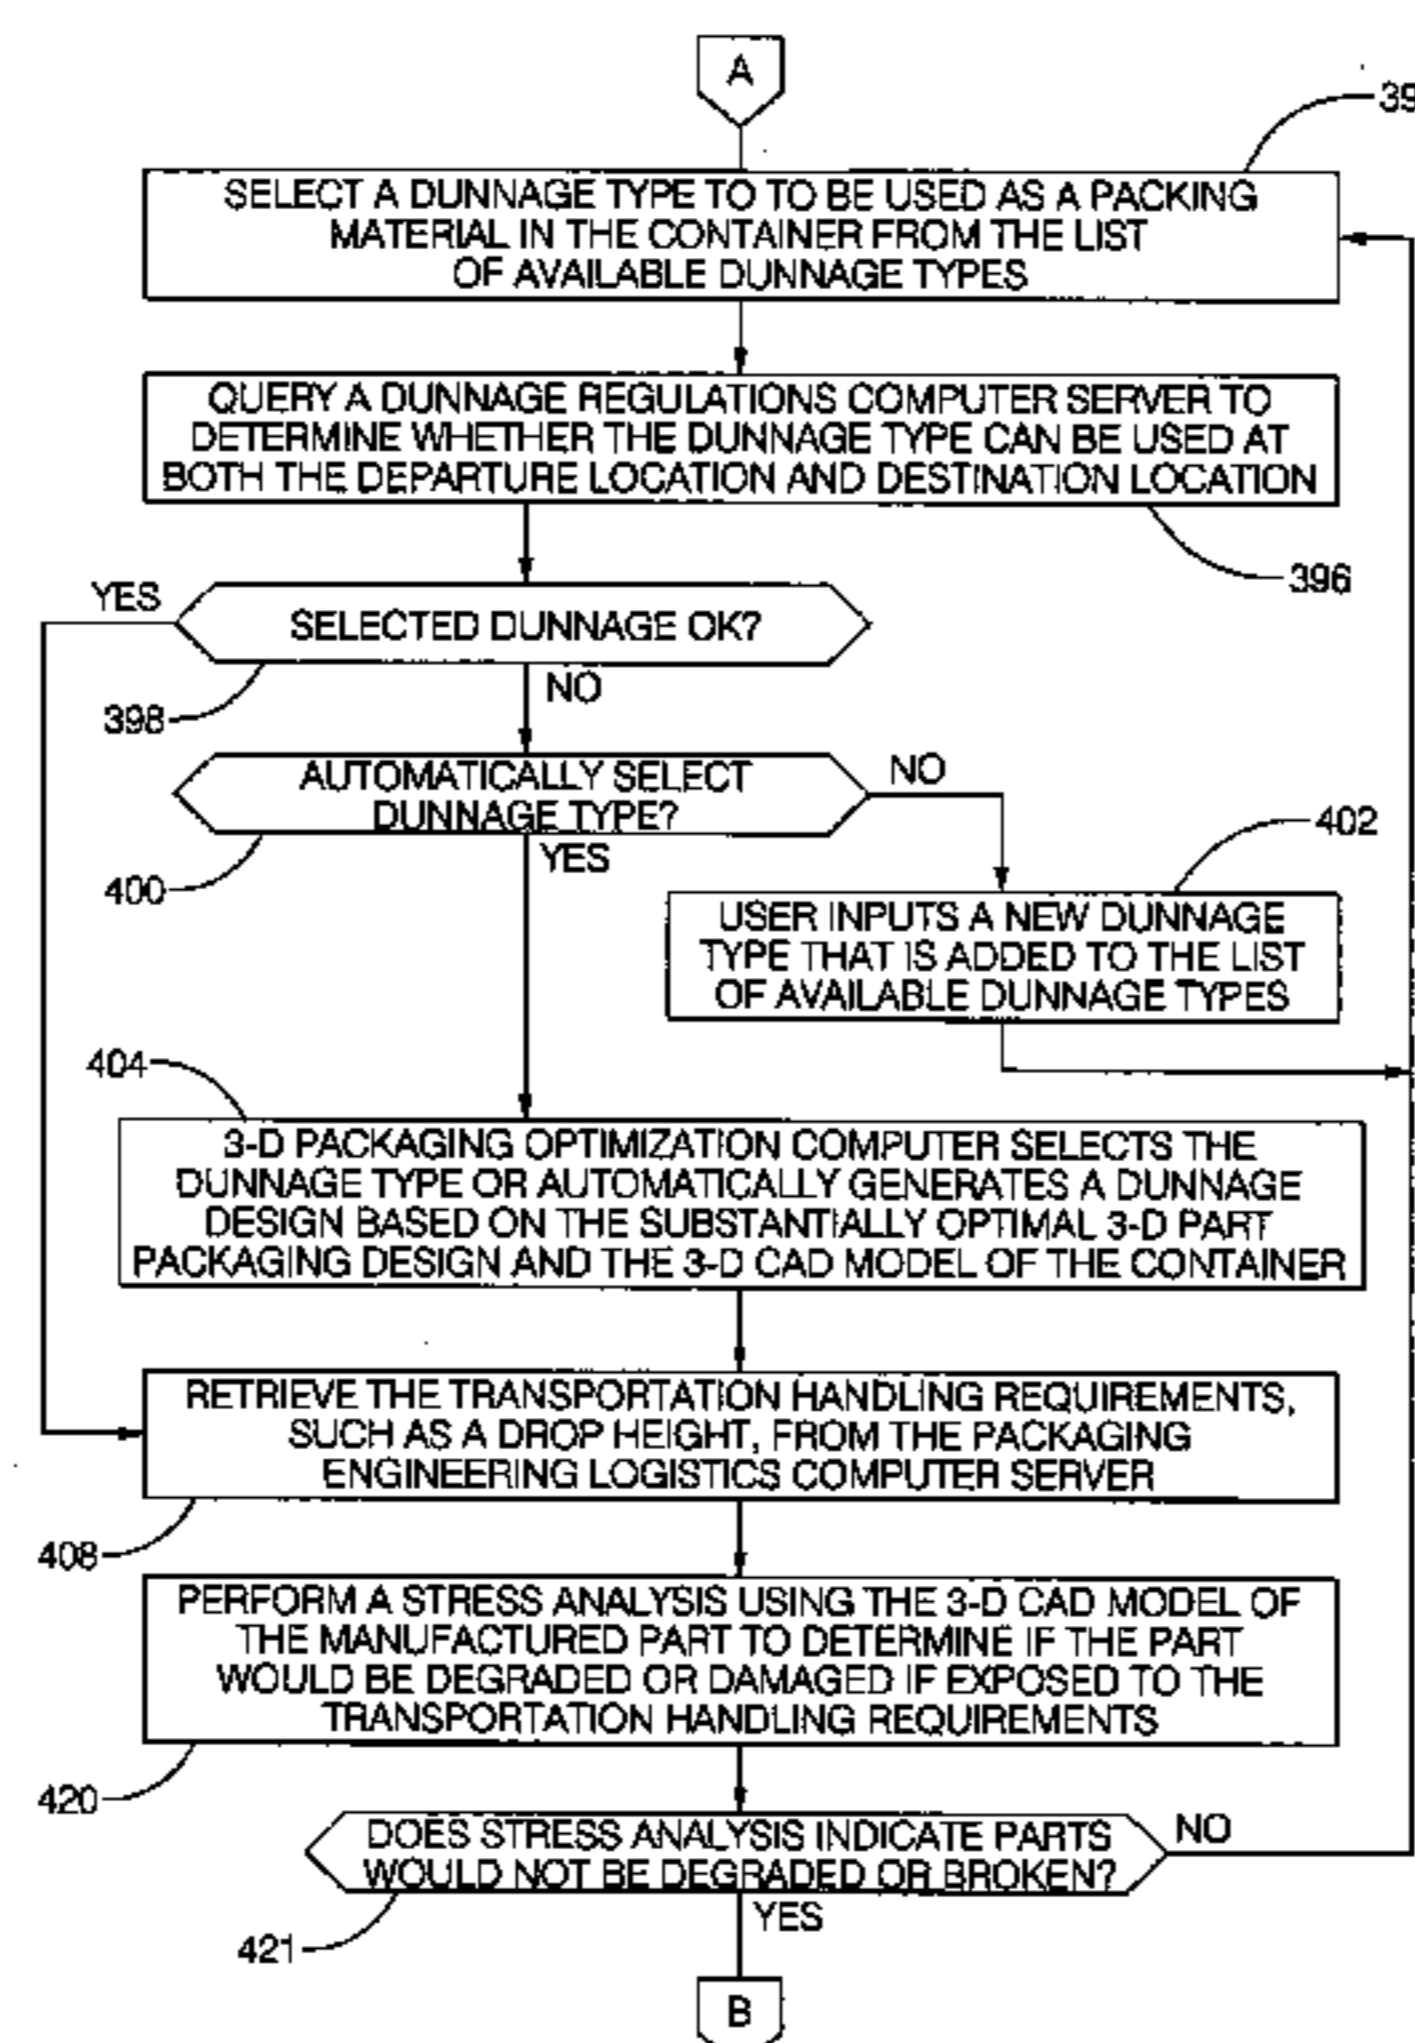 A
39
SELECT A DUNNAGE TYPE TO TO BE USED AS A PACKING
MATERIAL IN THE CONTAINER FROM THE LIST
OF AVAILABLE DUNNAGE TYPES
QUERY A DUNNAGE REGULATIONS COMPUTER SERVER TO
DETERMINE WHETHER THE DUNNAGE TYPE CAN BE USED AT
BOTH THE DEPARTURE LOCATION AND DESTINATION LOCATION
396
YES
SELECTED DUNNAGE OK?
NO
398
AUTOMATICALLY SELECT
DUNNAGE TYPE?
NO
402
YES
400
USER INPUTS A NEW DUNNAGE
TYPE THAT IS ADDED TO THE LIST
OF AVAILABLE DUNNAGE TYPES
404
3-D PACKAGING OPTIMIZATION COMPUTER SELECTS THE
DUNNAGE TYPE OR AUTOMATICALLY GENERATES A DUNNAGE
DESIGN BASED ON THE SUBSTANTIALLY OPTIMAL 3-D PART
PACKAGING DESIGN AND THE 3-D CAD MODEL OF THE CONTAINER
RETRIEVE THE TRANSPORTATION HANDLING REQUIREMENTS,
SUCH AS A DROP HEIGHT, FROM THE PACKAGING
ENGINEERING LOGISTICS COMPUTER SERVER
408
PERFORM A STRESS ANALYSIS USING THE 3-D CAD MODEL OF
THE MANUFACTURED PART TO DETERMINE IF THE PART
WOULD BE DEGRADED OR DAMAGED IF EXPOSED TO THE
TRANSPORTATION HANDLING REQUIREMENTS
420
DOES STRESS ANALYSIS INDICATE PARTS
WOULD NOT BE DEGRADED OR BROKEN?
NO
YES
421
B